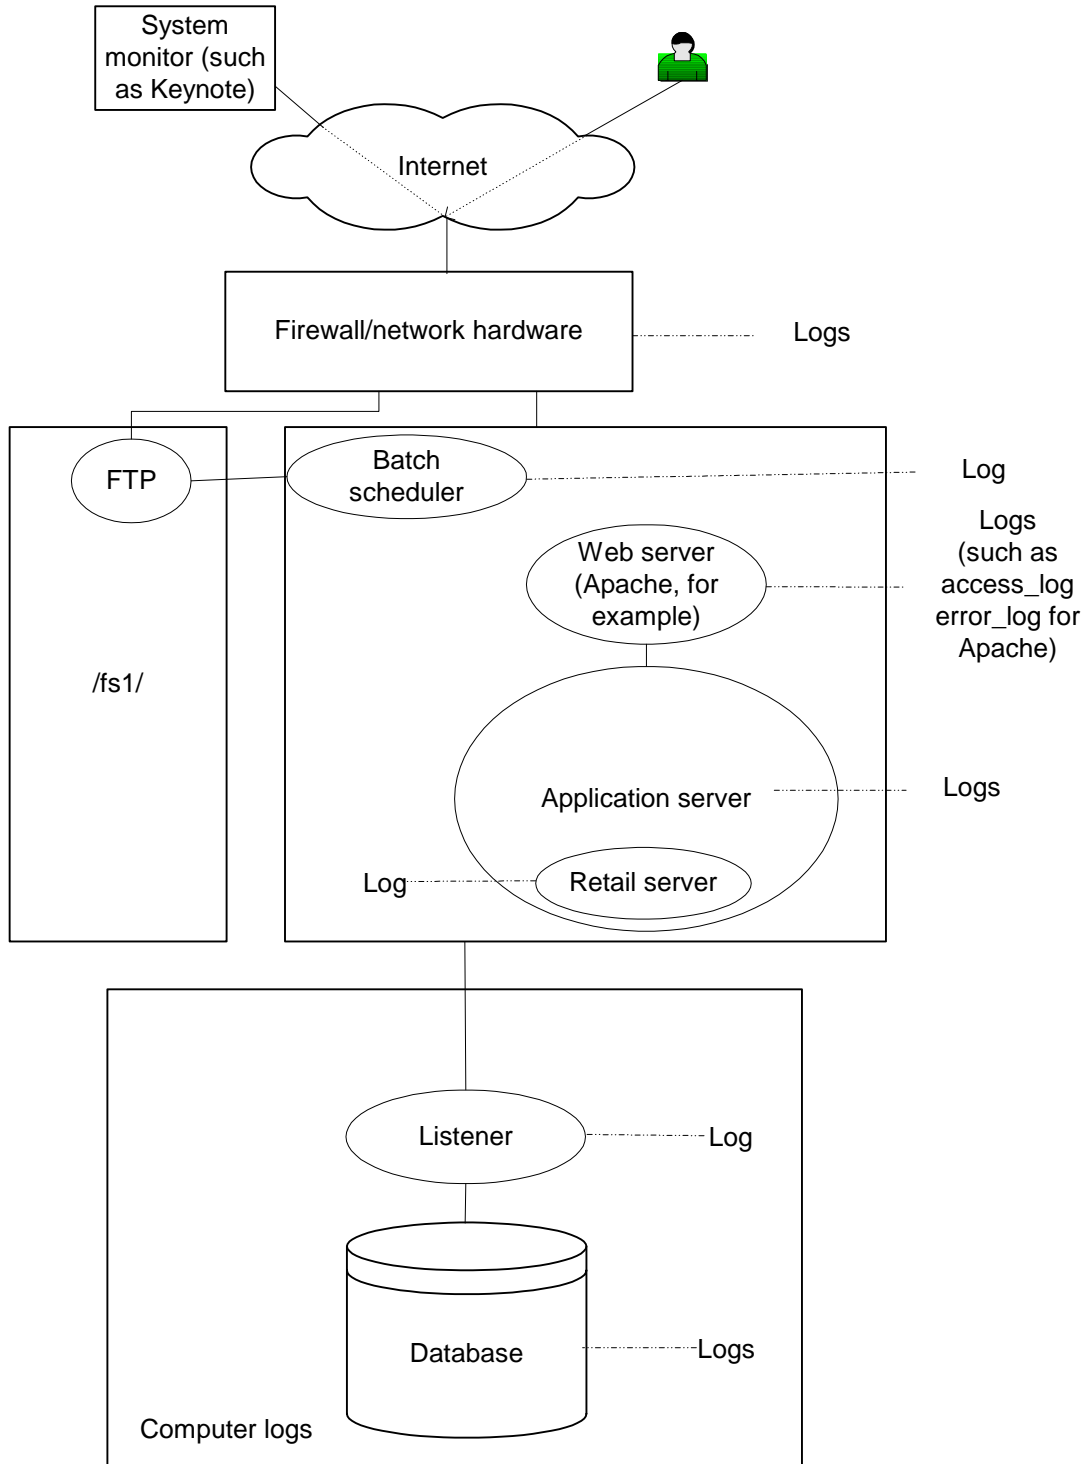 System
monitor (such
as Keynote)
Internet
Firewall/network hardware
Logs
FTP
Batch
scheduler
Log
Web server
(Apache, for
example)
Logs
(such as
access_log
error_log for
Apache)
/fs1/
Application server
Logs
Log
Retail server
Listener
Log
Database
Logs
Computer logs